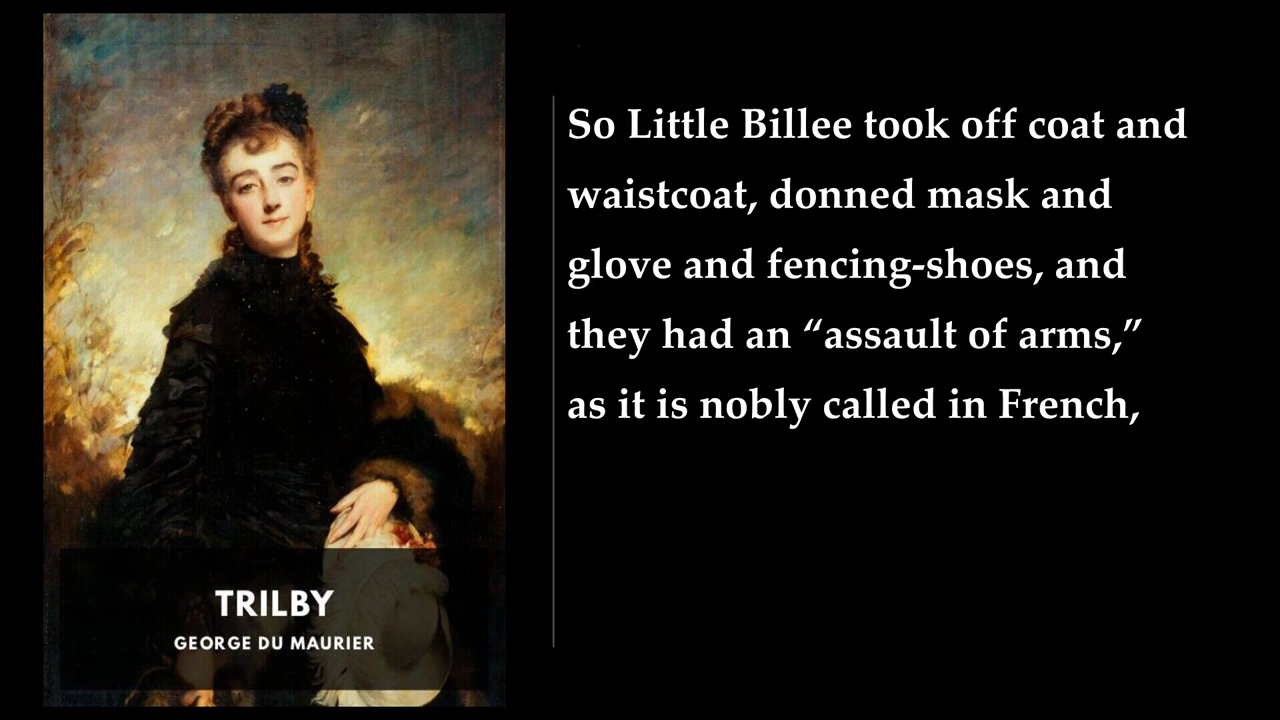 TRILBY
GEORGE DU MAURIER
So Little Billee took off coat and
waistcoat, donned mask and
glove and fencing-shoes, and
they had an “assault of arms,”
as it is nobly called in French,